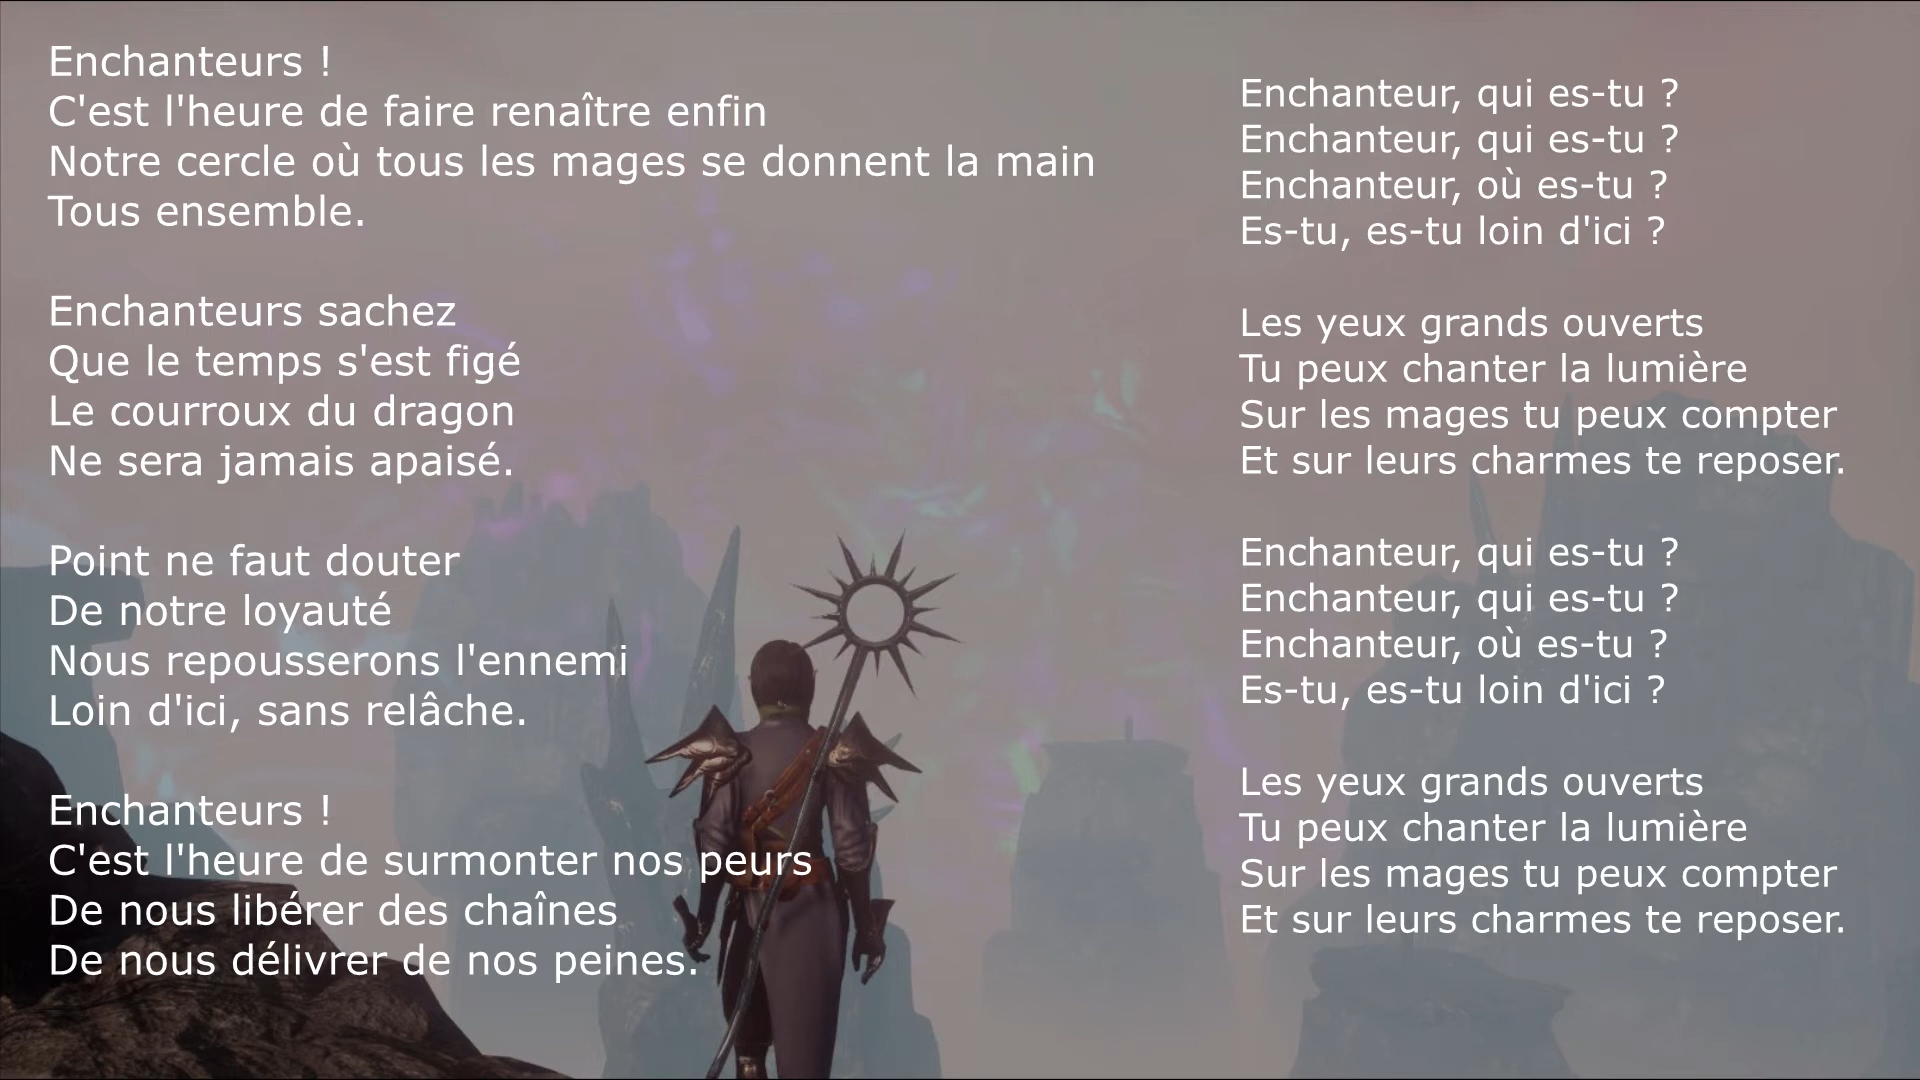 Enchanteurs !
C'est l'heure de faire renaître enfin
Notre cercle où tous les mages se donnent la main
Tous ensemble.
Enchanteurs sachez
Que le temps s'est figé
Le courroux du dragon
Ne sera jamais apaisé.
Point ne faut douter
De notre loyauté
Nous repousserons l'ennemi
Loin d'ici, sans relâche.
Enchanteurs !
C'est l'heure de surmonter nos peurs
De nous libérer des chaînes
De nous délivrer de nos peines.
Enchanteur, qui es-tu ?
Enchanteur, qui es-tu ?
Enchanteur, où es-tu ?
Es-tu, es-tu loin d'ici ?
Les yeux grands ouverts
Tu peux chanter la lumière
Sur les mages tu peux compter
Et sur leurs charmes te reposer.
Enchanteur, qui es-tu ?
Enchanteur, qui es-tu ?
Enchanteur, où es-tu ?
Es-tu, es-tu loin d'ici ?
Les yeux grands ouverts
Tu peux chanter la lumière
Sur les mages tu peux compter
Et sur leurs charmes te reposer.